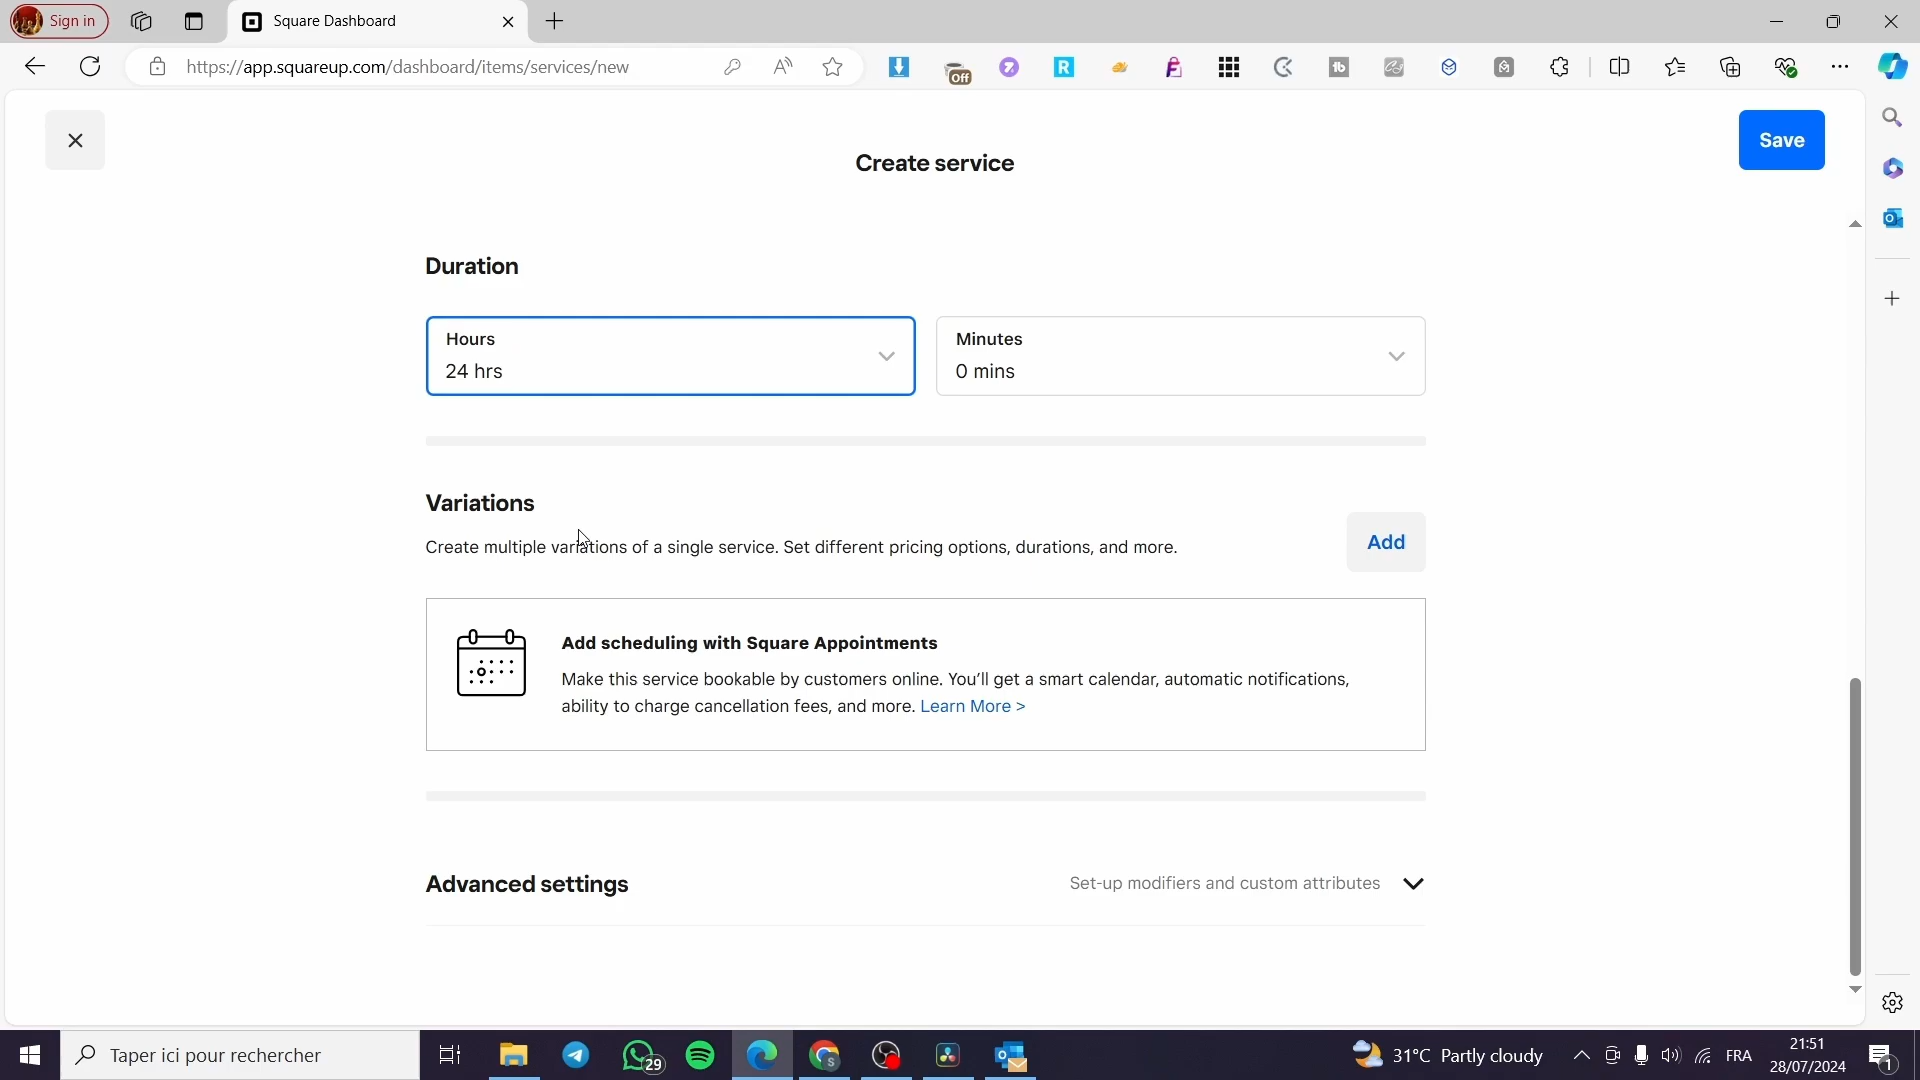 Sign in
Square Dashboard
https://app.squareup.com/dashboard/items/services/new
Off
Save
Create service
Duration
Hours
24 hrs
Minutes
0 mins
Variations
Create multiple variations of a single service. Set different pricing options, durations, and more.
Add
Add scheduling with Square Appointments
Make this service bookable by customers online. You'll get a smart calendar, automatic notifications,
ability to charge cancellation fees, and more. Learn More >
Advanced settings
Set-up modifiers and custom attributes
Taper ici pour rechercher
29
31°C Partly cloudy
FRA
21:51
28/07/2024
1